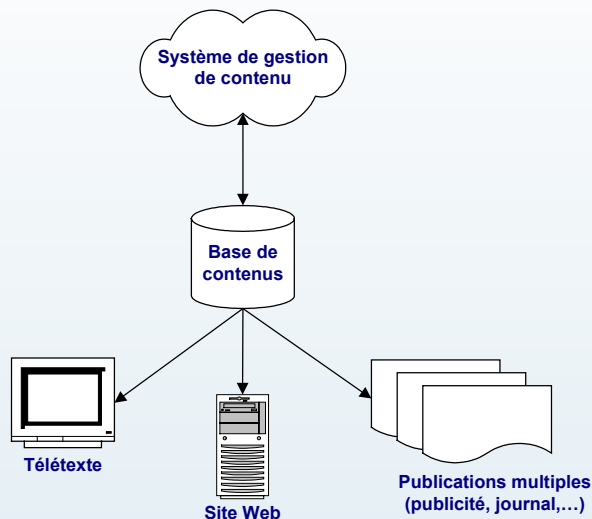 Système de gestion
de contenu
Base de
contenus
Télétexte
Site Web
Publications multiples
(publicité, journal,…)